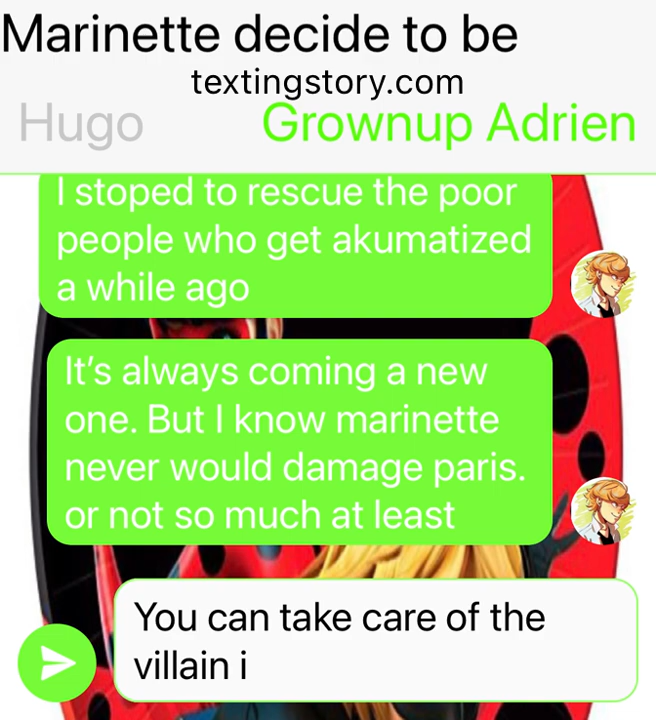 Marinette decide to be
textingstory.com
Hugo
Grownup Adrien
I stoped to rescue the poor
people who get akumatized
a while ago
It’s always coming a new
one. But I know marinette
never would damage paris.
or not so much at least
You can take care of the
villain i